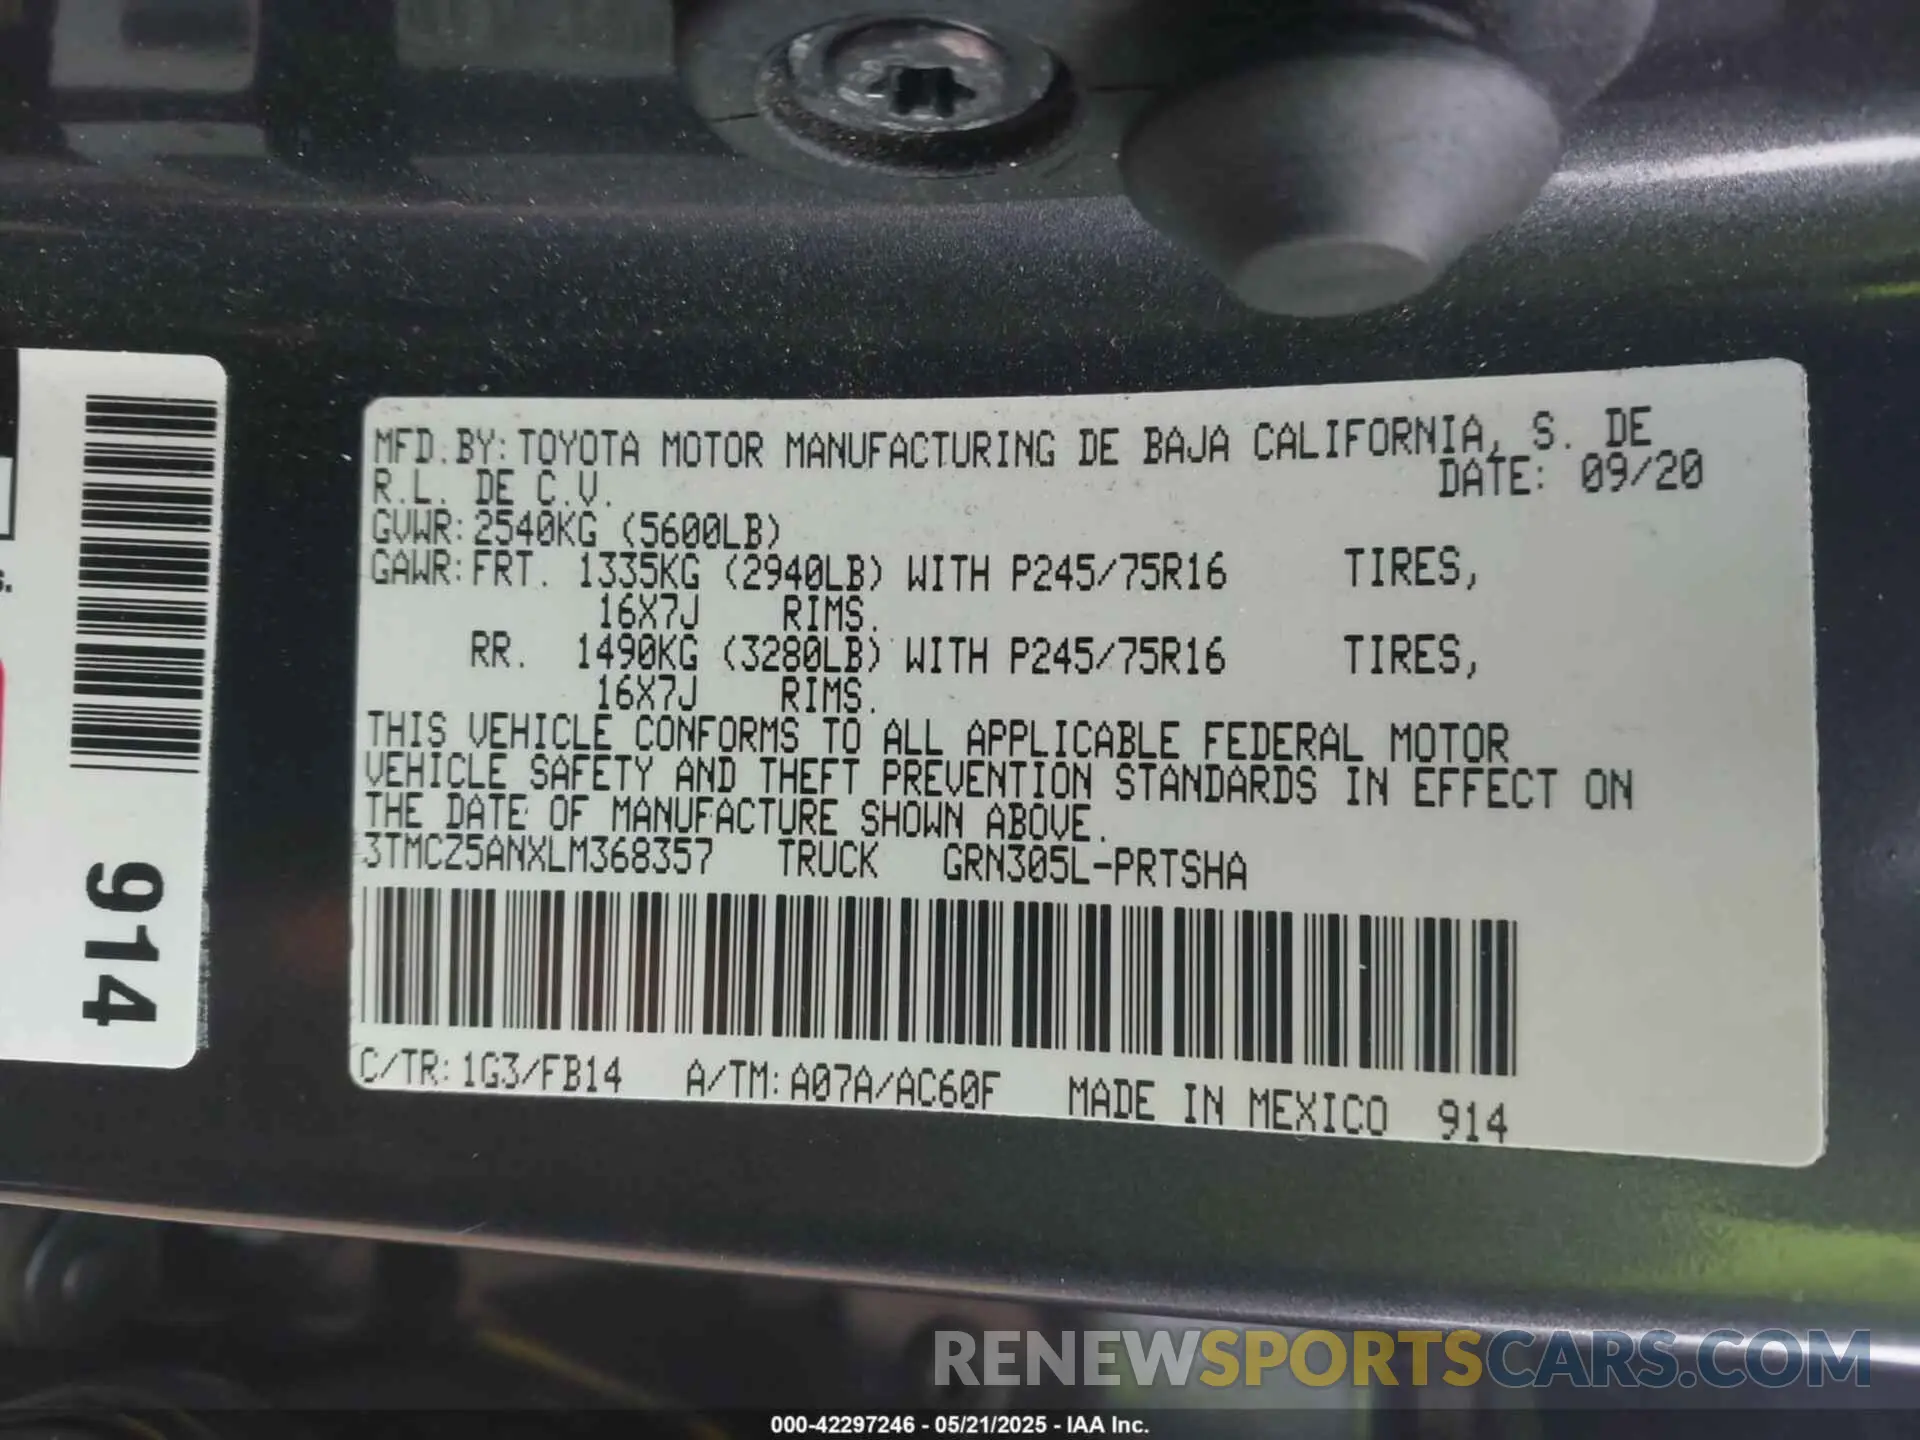 MFD.BY:TOYOTA MOTOR MANUFACTURING DE BAJA CALIFORNIA, S. DE
R.L. DE C.V. DATE: 09/20
GVWR:2540KG (5600LB)
GAWR:FRT. 1335KG (2940LB) WITH P245/75R16 TIRES,
16X7J RIMS.
RR. 1490KG (3280LB) WITH P245/75R16 TIRES,
16X7J RIMS.
THIS VEHICLE CONFORMS TO ALL APPLICABLE FEDERAL MOTOR
VEHICLE SAFETY AND THEFT PREVENTION STANDARDS IN EFFECT ON
THE DATE OF MANUFACTURE SHOWN ABOVE.
3TMCZ5ANXLM368357 TRUCK GRN305L-PRTSHA
C/TR:1G3/FB14 A/TM:A07A/AC60F MADE IN MEXICO 914
914
RENEWSPORTSCARS.COM
000-42297246 - 05/21/2025 - IAA Inc.